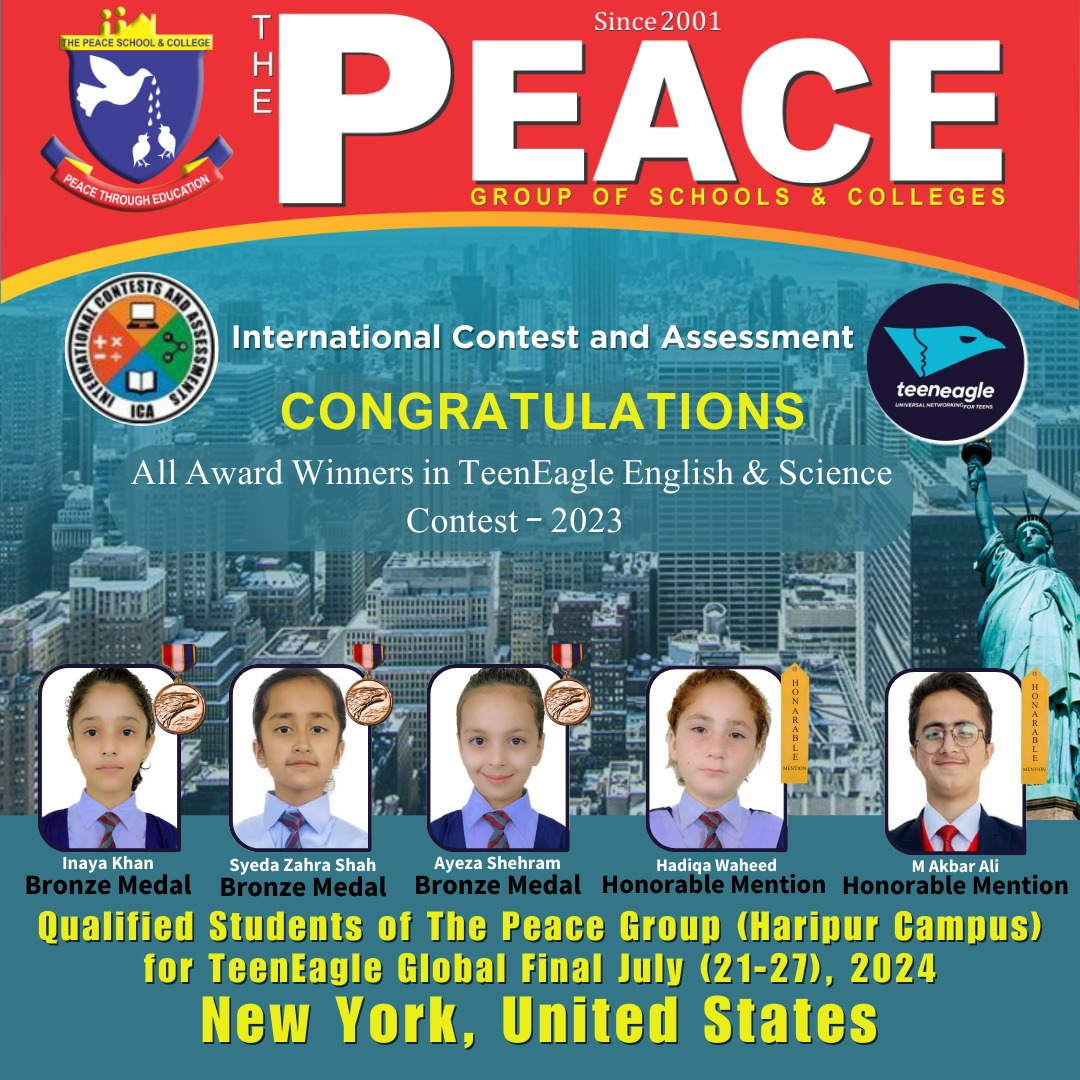 THE PEACE SCHOOL & COLLEGE
PEACE THROUGH EDUCATION
THE
PEACE
Since 2001
GROUP OF SCHOOLS & COLLEGES
INTERNATIONAL CONTESTS AND ASSESSMENTS
ICA
International Contest and Assessment
teeneagle
UNIVERSAL NETWORKING FOR TEENS
CONGRATULATIONS
All Award Winners in TeenEagle English & Science
Contest – 2023
HONARABLE
MENTION
HONARABLE
MENTION
Inaya Khan
Bronze Medal
Syeda Zahra Shah
Bronze Medal
Ayeza Shehram
Bronze Medal
Hadiqa Waheed
Honorable Mention
M Akbar Ali
Honorable Mention
Qualified Students of The Peace Group (Haripur Campus)
for TeenEagle Global Final July (21-27), 2024
New York, United States